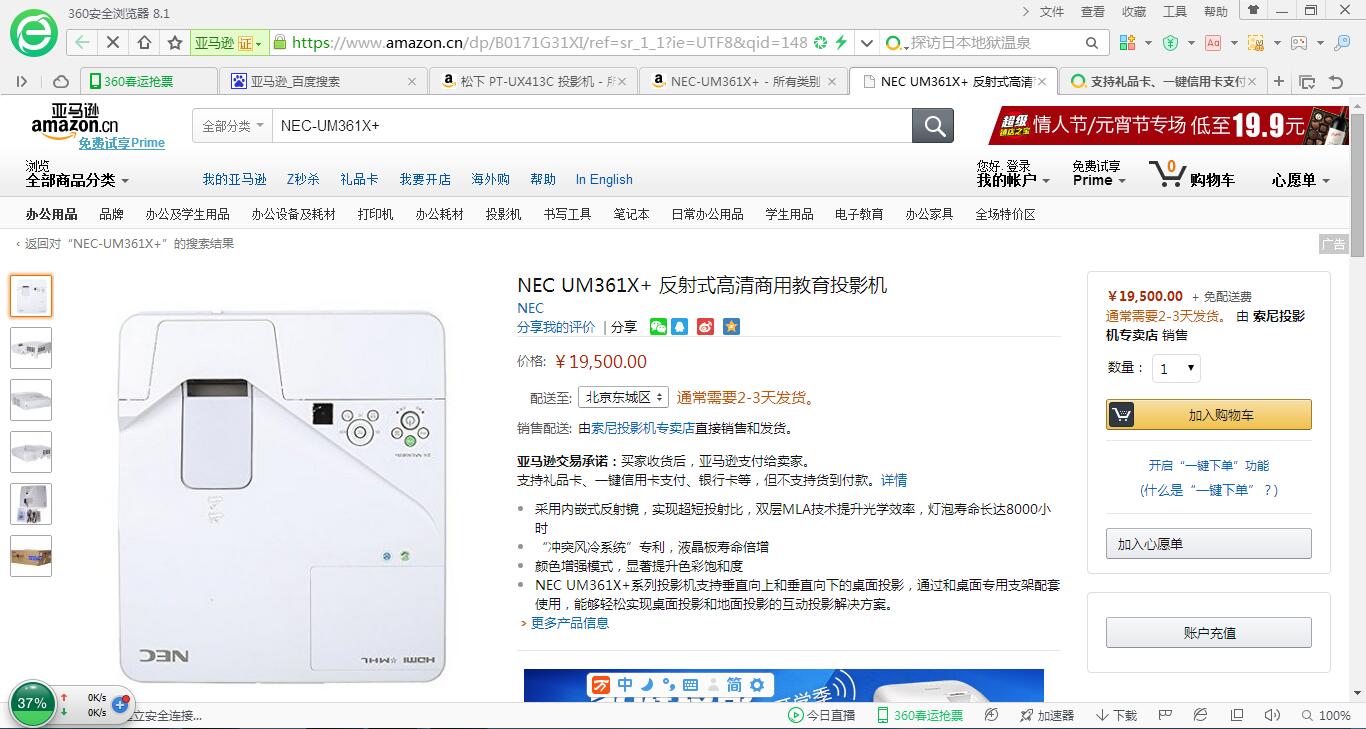 360安全浏览器 8.1
文件 查看 收藏 工具 帮助
亚马逊 证 https://www.amazon.cn/dp/B0171G31XI/ref=sr_1_1?ie=UTF8&qid=148 探访日本地狱温泉
360春运抢票 亚马逊_百度搜索 松下 PT-UX413C 投影机 - 所 NEC-UM361X+ - 所有类别 NEC UM361X+ 反射式高清 支持礼品卡、一键信用卡支付
亚马逊
amazon.cn
免费试享Prime
全部分类 NEC-UM361X+
超级 情人节/元宵节专场 低至19.9元
浏览
全部商品分类
我的亚马逊 Z秒杀 礼品卡 我要开店 海外购 帮助 In English
您好, 登录
我的帐户
免费试享
Prime
0 购物车
心愿单
办公用品 品牌 办公及学生用品 办公设备及耗材 打印机 办公耗材 投影机 书写工具 笔记本 日常办公用品 学生用品 电子教育 办公家具 全场特价区
‹ 返回对“NEC-UM361X+”的搜索结果
广告
NEC UM361X+ 反射式高清商用教育投影机
NEC
分享我的评价 | 分享
价格: ￥19,500.00
配送至: 北京东城区 通常需要2-3天发货。
销售配送: 由索尼投影机专卖店直接销售和发货。
亚马逊交易承诺：买家收货后，亚马逊支付给卖家。
支持礼品卡、一键信用卡支付、银行卡等，但不支持货到付款。详情
采用内嵌式反射镜，实现超短投射比，双层MLA技术提升光学效率，灯泡寿命长达8000小
时
“冲突风冷系统”专利，液晶板寿命倍增
颜色增强模式，显著提升色彩饱和度
NEC UM361X+系列投影机支持垂直向上和垂直向下的桌面投影，通过和桌面专用支架配套
使用，能够轻松实现桌面投影和地面投影的互动投影解决方案。
› 更多产品信息
￥19,500.00 + 免配送费
通常需要2-3天发货。 由 索尼投影
机专卖店 销售
数量： 1
加入购物车
开启“一键下单”功能
(什么是“一键下单”？)
加入心愿单
账户充值
NEC
HDMI MHL
万 中 简
学季
37% 0K/s
0K/s
立安全连接...
今日直播 360春运抢票 加速器 下载 100%